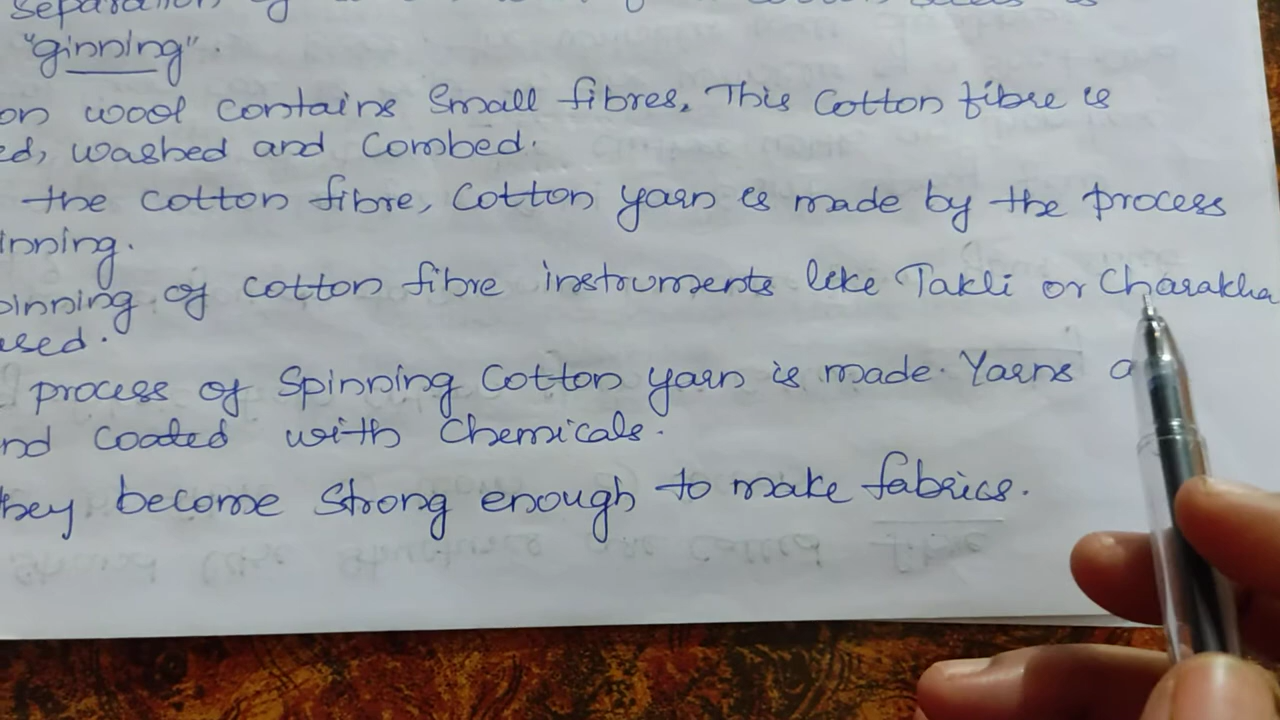 "ginning".
on wool contains small fibres. This cotton fibre is
ed, washed and combed.
the cotton fibre, cotton yarn is made by the process
inning.
pinning of cotton fibre instruments like Takli or Charakha
used.
process of spinning cotton yarn is made. Yarns a
nd coated with chemicals.
they become strong enough to make fabrics.